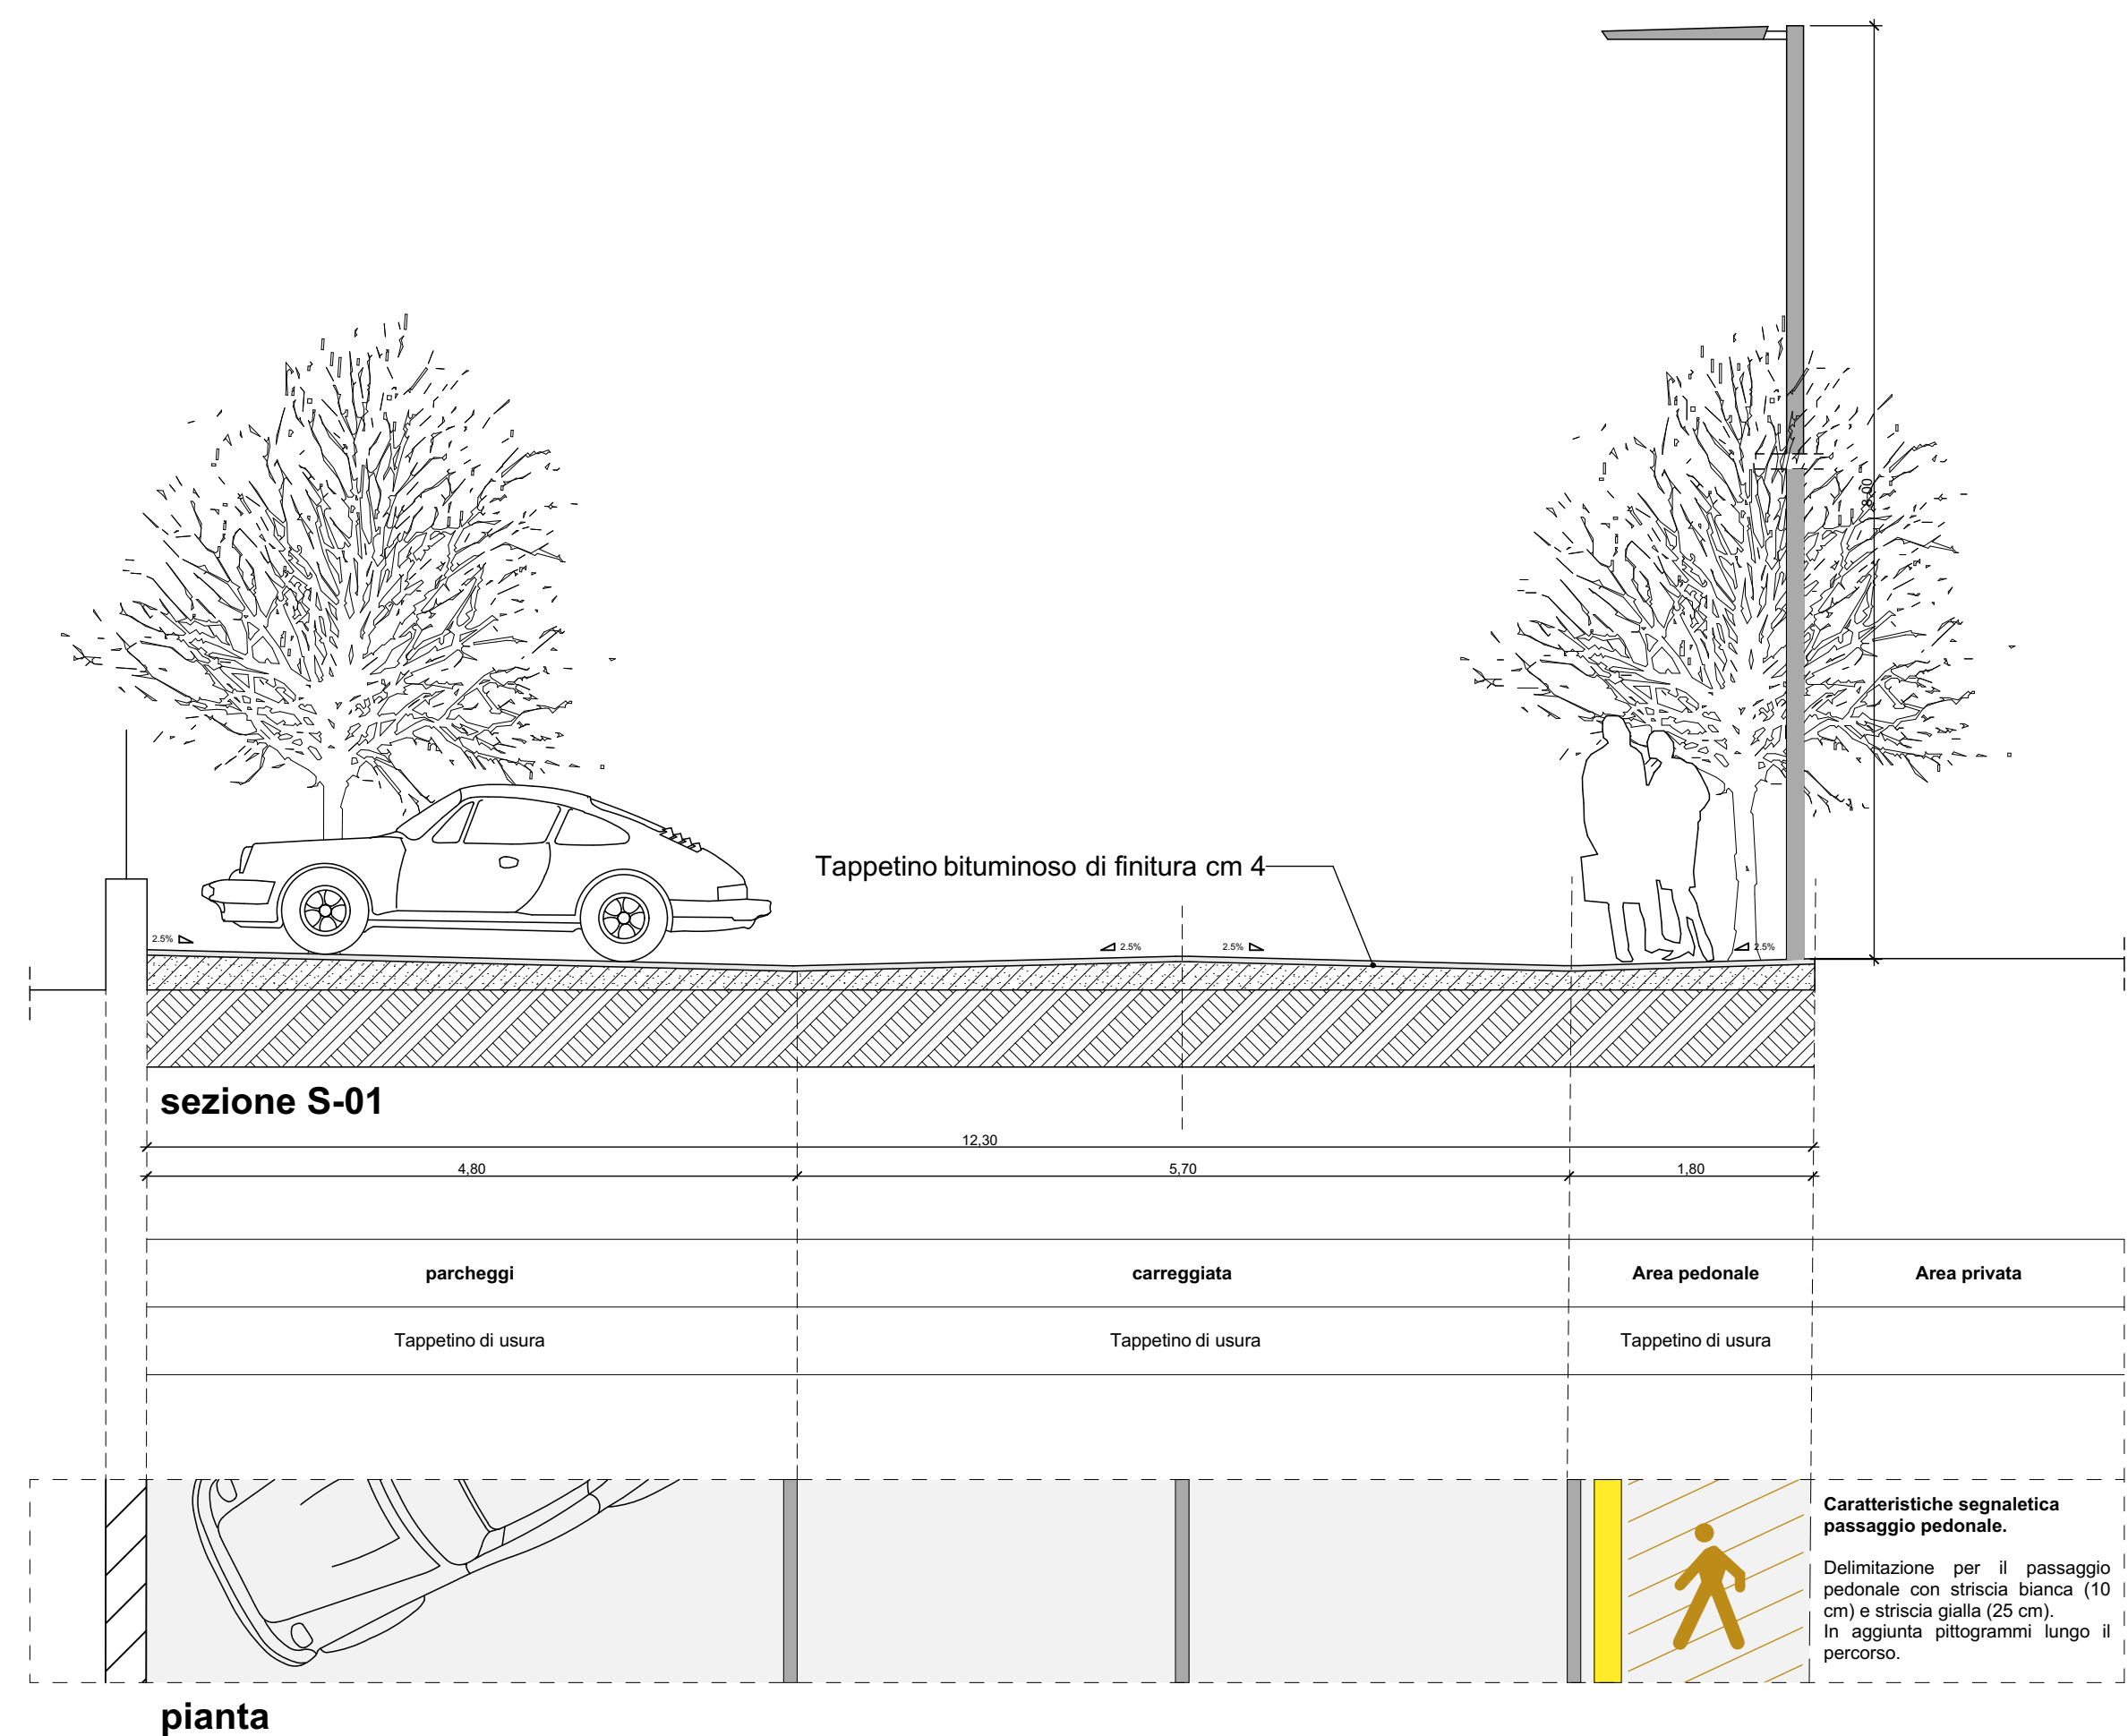 8,00
Tappetino bituminoso di finitura cm 4
2.5%
2.5%
2.5%
2.5%
sezione S-01
12,30
4,80
5,70
1,80
parcheggi
carreggiata
Area pedonale
Area privata
Tappetino di usura
Tappetino di usura
Tappetino di usura
Caratteristiche segnaletica
passaggio pedonale.
Delimitazione per il passaggio
pedonale con striscia bianca (10
cm) e striscia gialla (25 cm).
In aggiunta pittogrammi lungo il
percorso.
pianta